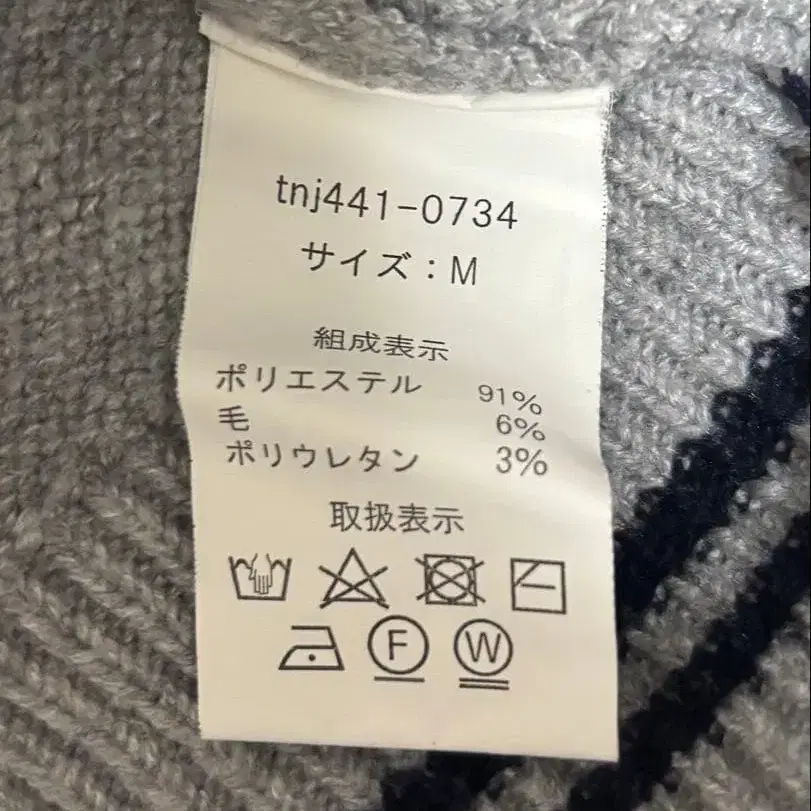 tnj441-0734
サイズ：M
組成表示
ポリエステル 91%
毛 6%
ポリウレタン 3%
取扱表示
F W